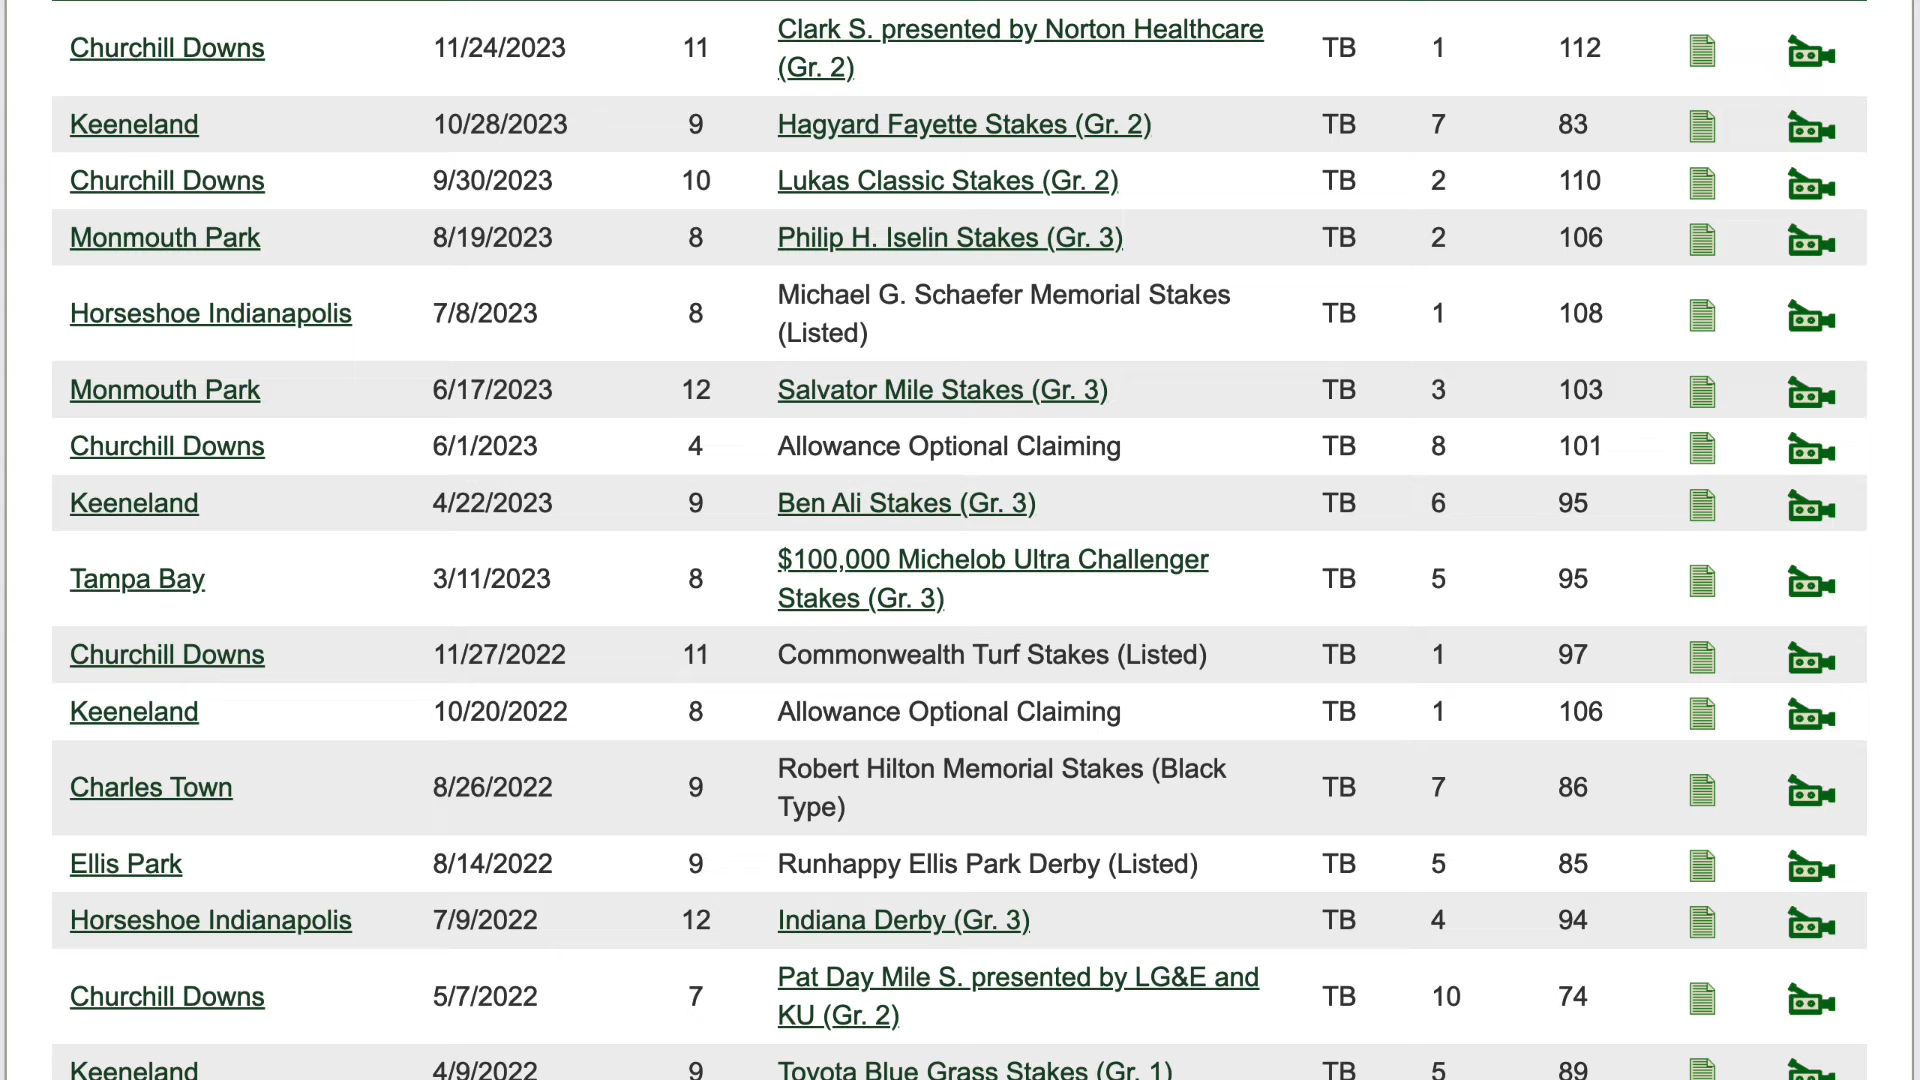 Churchill Downs 11/24/2023 11 Clark S. presented by Norton Healthcare TB 1 112
(Gr. 2)
Keeneland 10/28/2023 9 Hagyard Fayette Stakes (Gr. 2) TB 7 83
Churchill Downs 9/30/2023 10 Lukas Classic Stakes (Gr. 2) TB 2 110
Monmouth Park 8/19/2023 8 Philip H. Iselin Stakes (Gr. 3) TB 2 106
Horseshoe Indianapolis 7/8/2023 8 Michael G. Schaefer Memorial Stakes TB 1 108
(Listed)
Monmouth Park 6/17/2023 12 Salvator Mile Stakes (Gr. 3) TB 3 103
Churchill Downs 6/1/2023 4 Allowance Optional Claiming TB 8 101
Keeneland 4/22/2023 9 Ben Ali Stakes (Gr. 3) TB 6 95
Tampa Bay 3/11/2023 8 $100,000 Michelob Ultra Challenger TB 5 95
Stakes (Gr. 3)
Churchill Downs 11/27/2022 11 Commonwealth Turf Stakes (Listed) TB 1 97
Keeneland 10/20/2022 8 Allowance Optional Claiming TB 1 106
Charles Town 8/26/2022 9 Robert Hilton Memorial Stakes (Black TB 7 86
Type)
Ellis Park 8/14/2022 9 Runhappy Ellis Park Derby (Listed) TB 5 85
Horseshoe Indianapolis 7/9/2022 12 Indiana Derby (Gr. 3) TB 4 94
Churchill Downs 5/7/2022 7 Pat Day Mile S. presented by LG&E and TB 10 74
KU (Gr. 2)
Keeneland 4/9/2022 9 Toyota Blue Grass Stakes (Gr. 1) TB 5 89